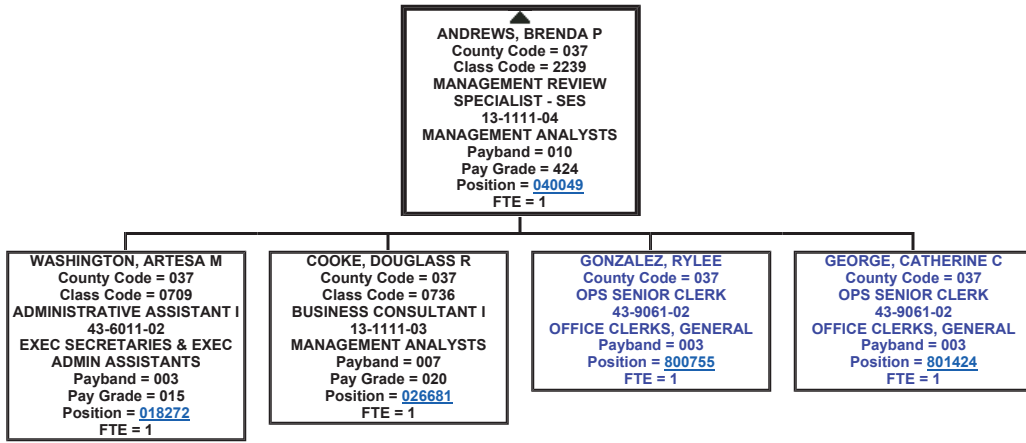 ANDREWS, BRENDA P
County Code = 037
Class Code = 2239
MANAGEMENT REVIEW
SPECIALIST - SES
13-1111-04
MANAGEMENT ANALYSTS
Payband = 010
Pay Grade = 424
Position = 040049
FTE = 1
WASHINGTON, ARTESA M
County Code = 037
Class Code = 0709
ADMINISTRATIVE ASSISTANT I
43-6011-02
EXEC SECRETARIES & EXEC
ADMIN ASSISTANTS
Payband = 003
Pay Grade = 015
Position = 018272
FTE = 1
COOKE, DOUGLASS R
County Code = 037
Class Code = 0736
BUSINESS CONSULTANT I
13-1111-03
MANAGEMENT ANALYSTS
Payband = 007
Pay Grade = 020
Position = 026681
FTE = 1
GONZALEZ, RYLEE
County Code = 037
OPS SENIOR CLERK
43-9061-02
OFFICE CLERKS, GENERAL
Payband = 003
Position = 800755
FTE = 1
GEORGE, CATHERINE C
County Code = 037
OPS SENIOR CLERK
43-9061-02
OFFICE CLERKS, GENERAL
Payband = 003
Position = 801424
FTE = 1